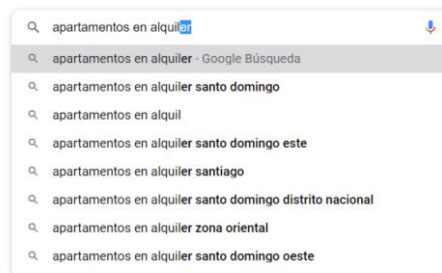 apartamentos en alquiler
apartamentos en alquiler - Google Búsqueda
apartamentos en alquiler santo domingo
apartamentos en alquil
apartamentos en alquiler santo domingo este
apartamentos en alquiler santiago
apartamentos en alquiler santo domingo distrito nacional
apartamentos en alquiler zona oriental
apartamentos en alquiler santo domingo oeste